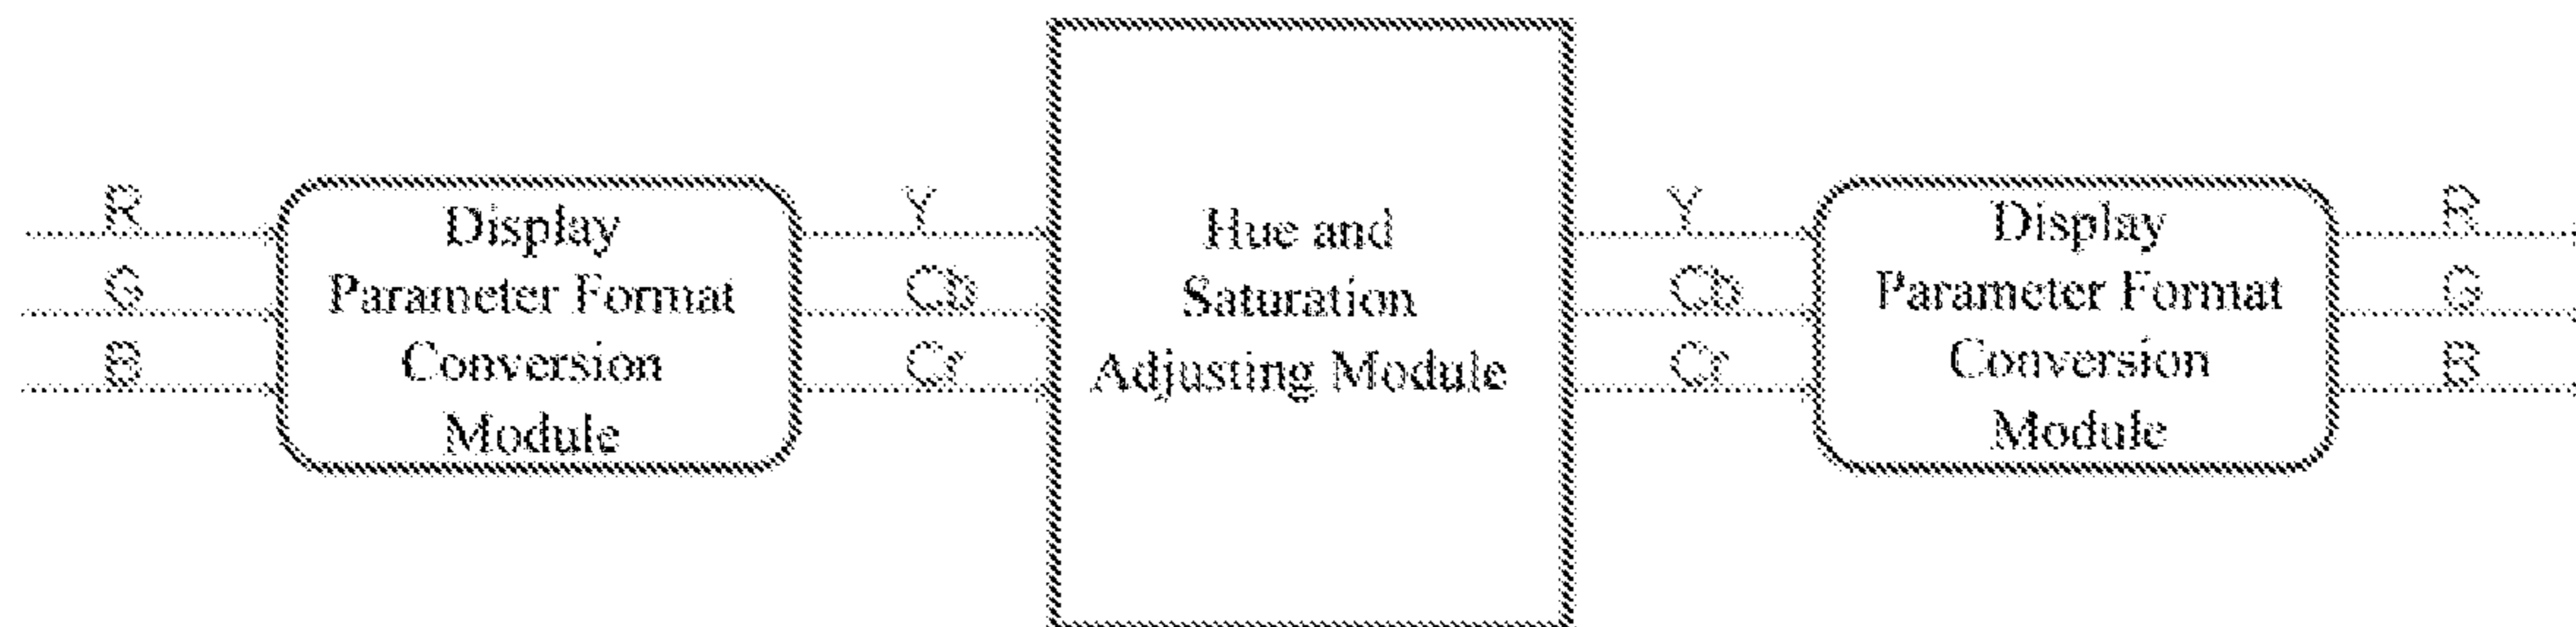 R
G
B
Display
Parameter Format
Conversion
Module
Y
Cb
Cr
Hue and
Saturation
Adjusting Module
Y
Cb
Cr
Display
Parameter Format
Conversion
Module
R
G
B